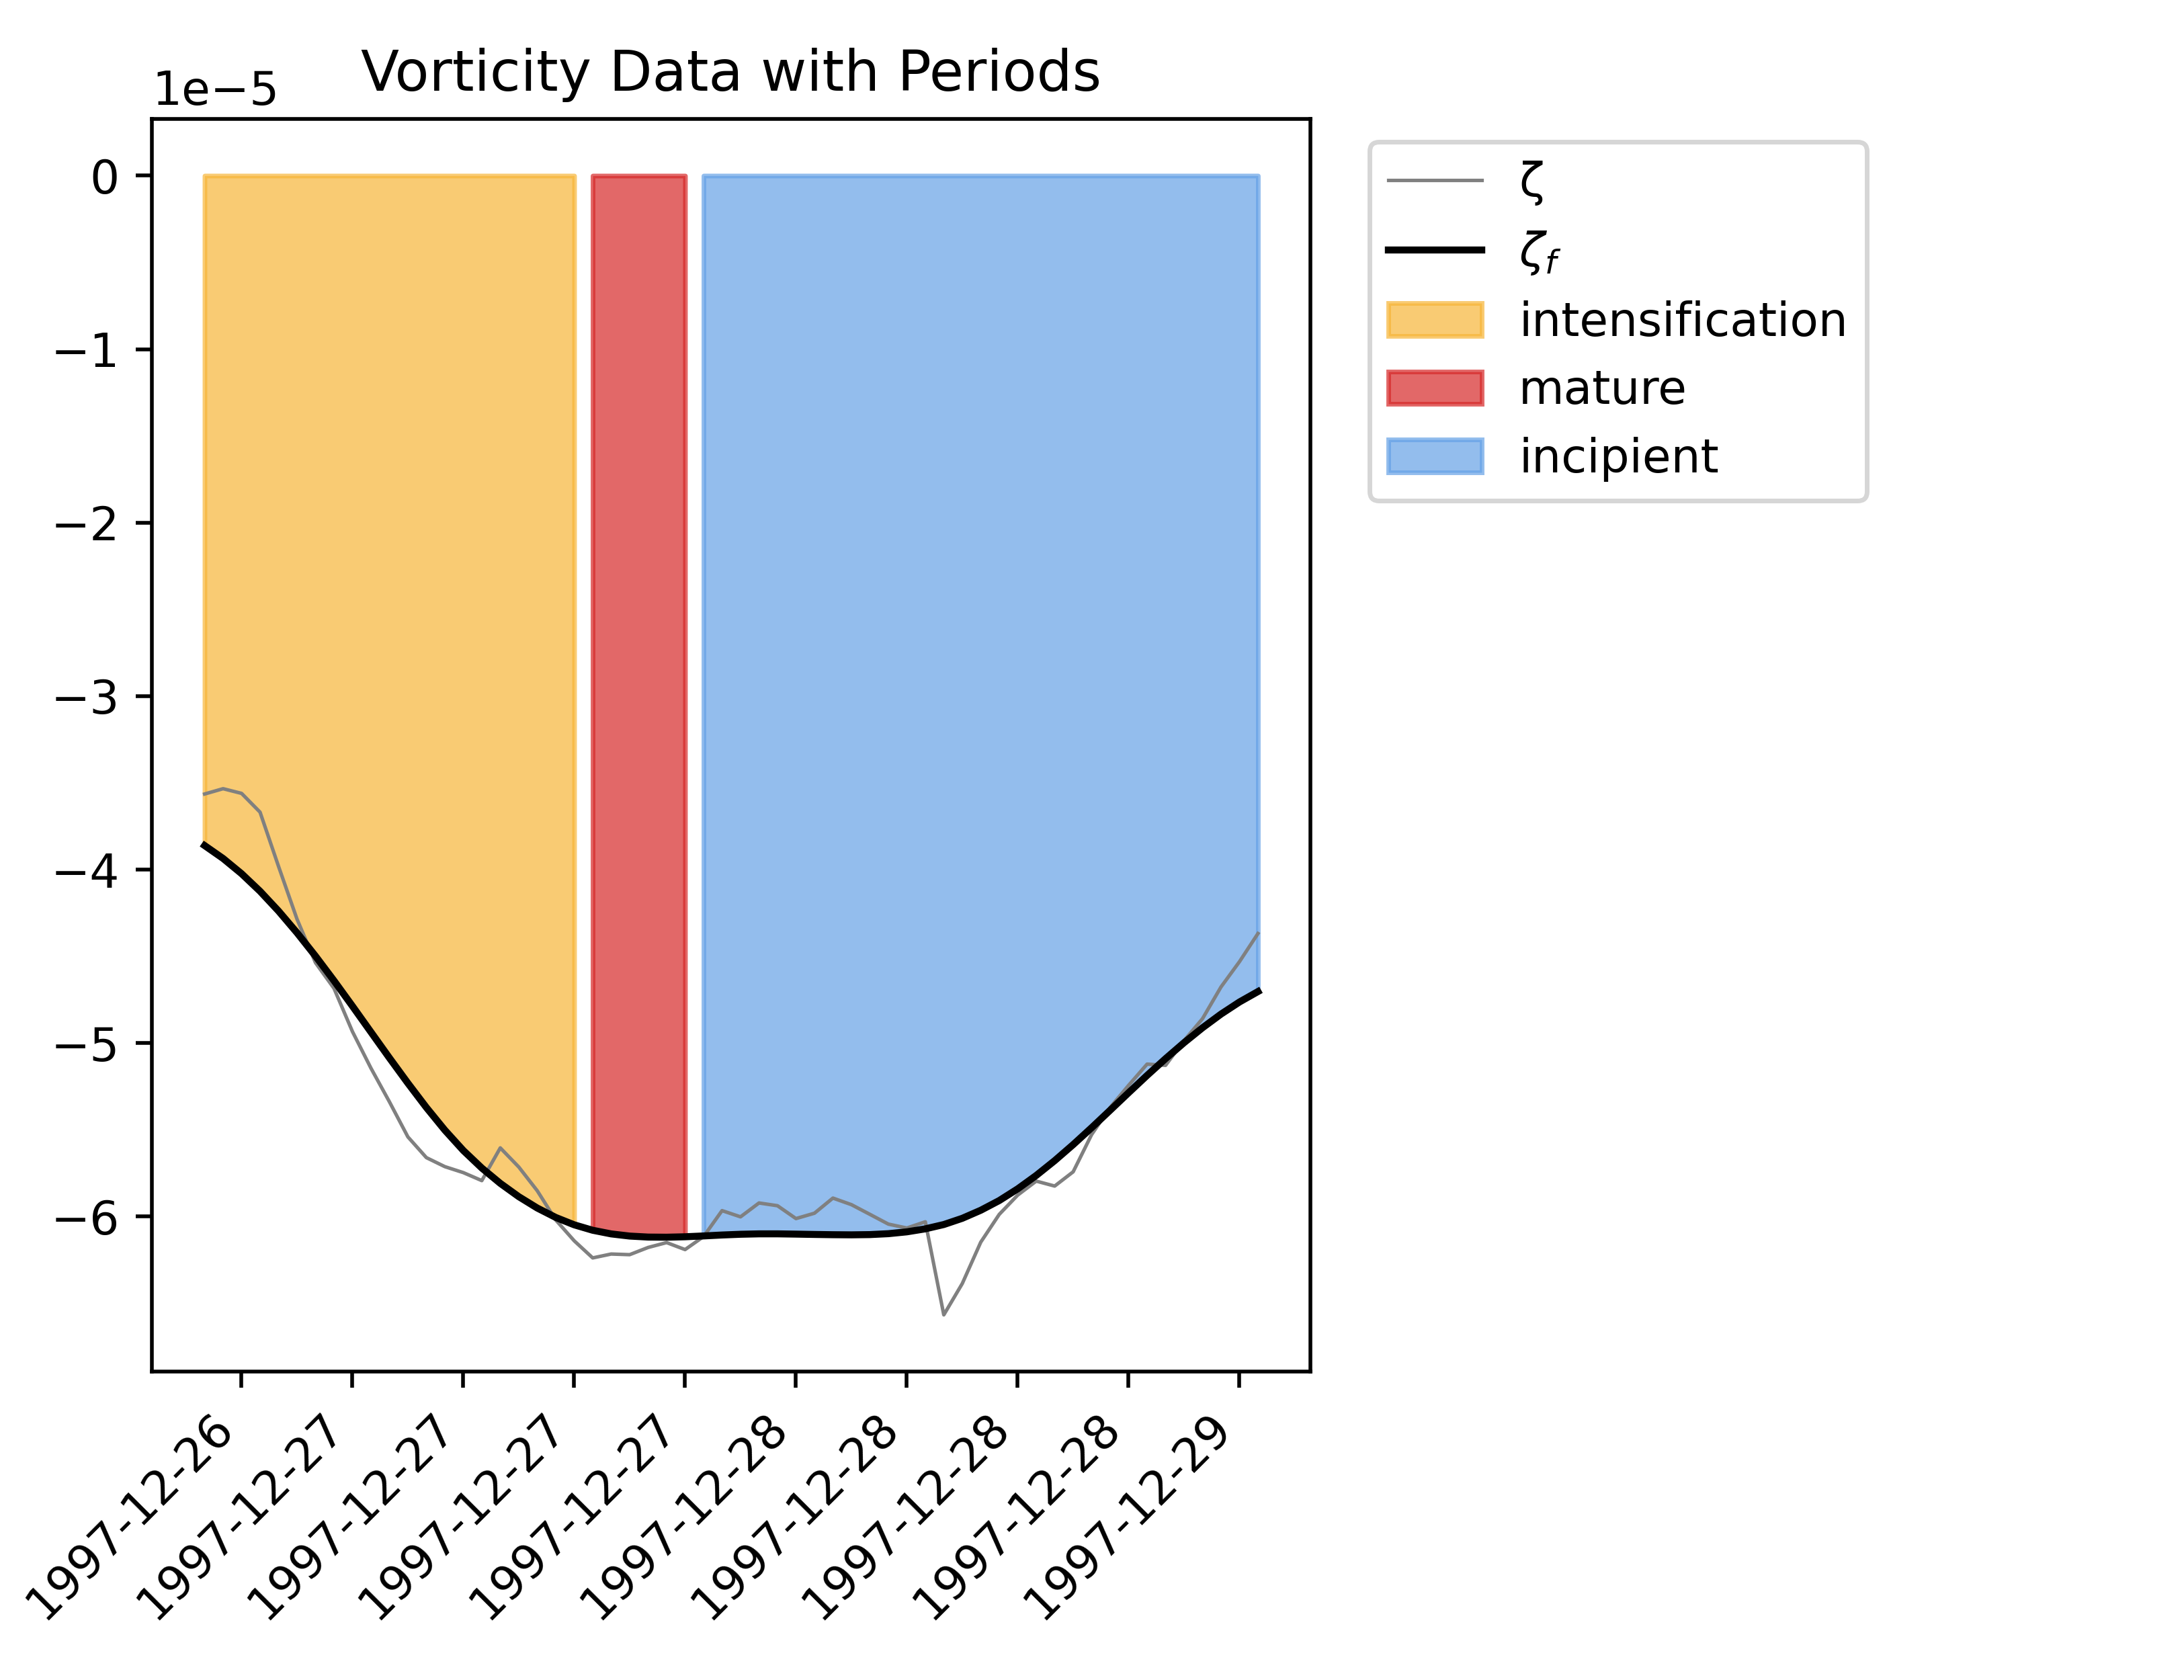 Vorticity Data with Periods
1e−5
0
−1
−2
−3
−4
−5
−6
1997-12-26
1997-12-27
1997-12-27
1997-12-27
1997-12-27
1997-12-28
1997-12-28
1997-12-28
1997-12-28
1997-12-29
ζ
ζf
intensification
mature
incipient